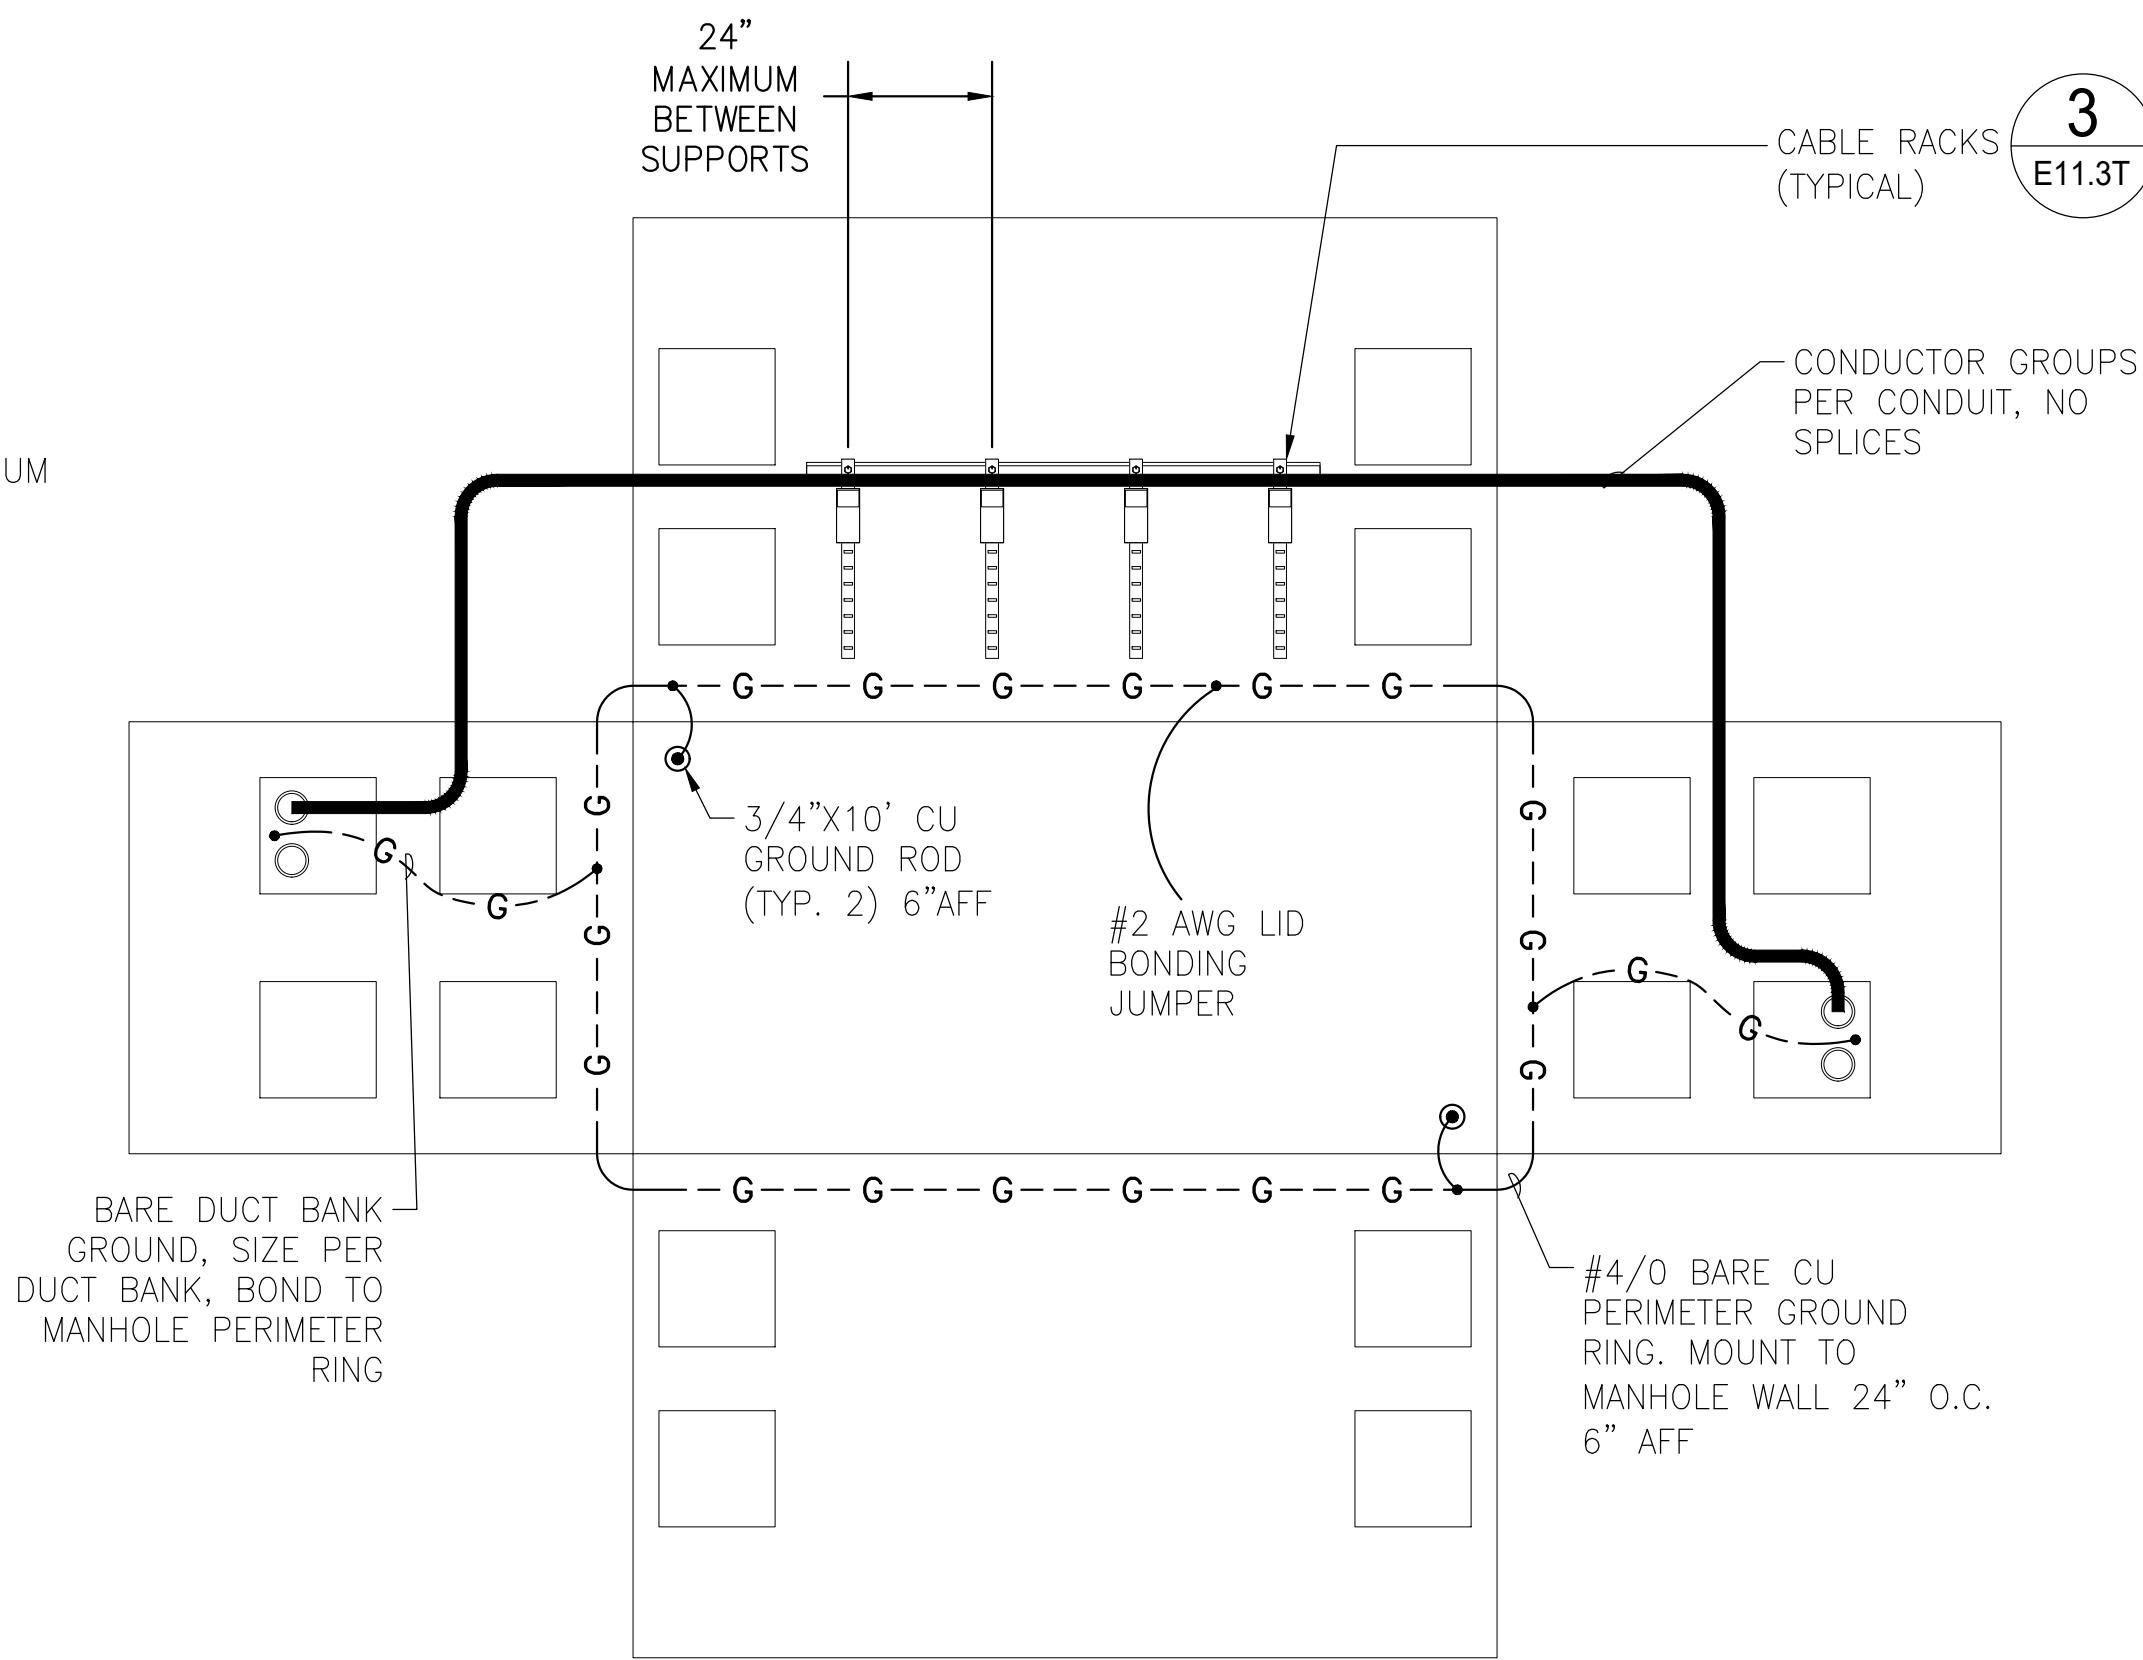 24"
MAXIMUM
BETWEEN
SUPPORTS
CABLE RACKS
(TYPICAL)
3
E11.3T
CONDUCTOR GROUPS
PER CONDUIT, NO
SPLICES
UM
G G G G G G
G
G
G
G
G
G
G
G
G
G
3/4"X10' CU
GROUND ROD
(TYP. 2) 6"AFF
#2 AWG LID
BONDING
JUMPER
G G G G G G
BARE DUCT BANK
GROUND, SIZE PER
DUCT BANK, BOND TO
MANHOLE PERIMETER
RING
#4/0 BARE CU
PERIMETER GROUND
RING. MOUNT TO
MANHOLE WALL 24" O.C.
6" AFF